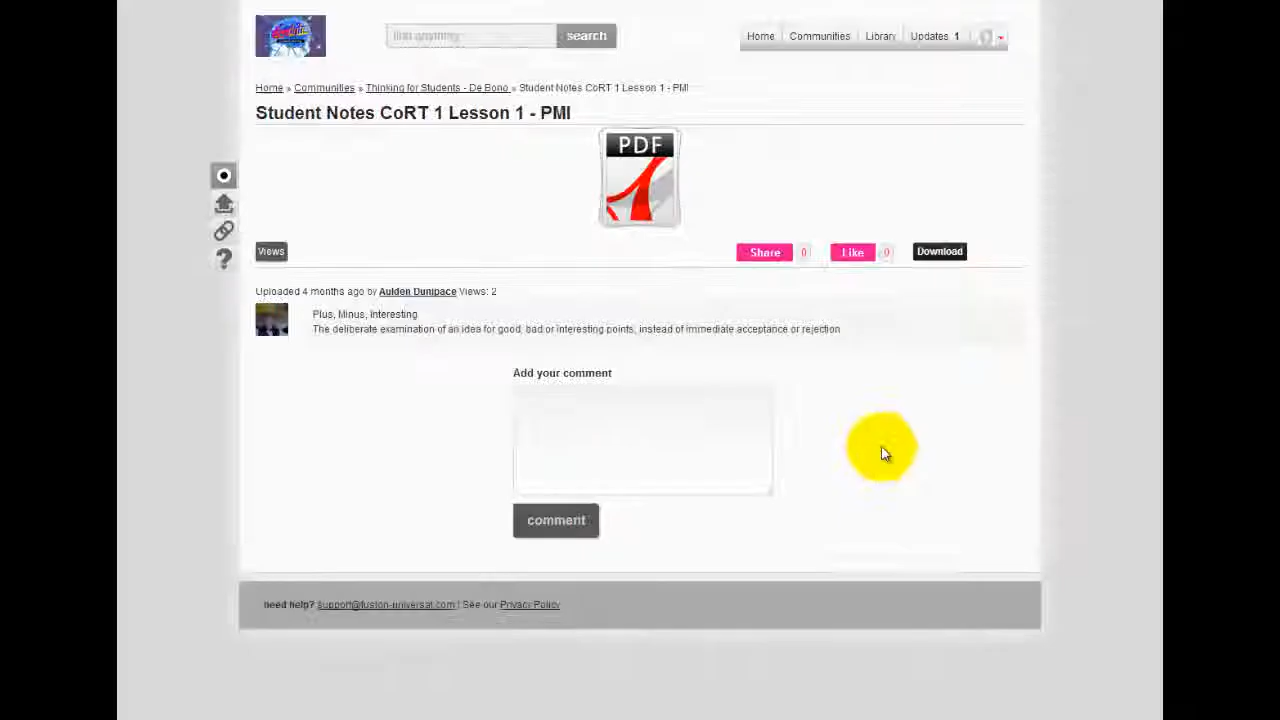 find anything
search
Home Communities Library Updates 1
Home » Communities » Thinking for Students - De Bono » Student Notes CoRT 1 Lesson 1 - PMI
Student Notes CoRT 1 Lesson 1 - PMI
PDF
?
Views
Share 0 Like 0 Download
Uploaded 4 months ago by Aulden Dunipace Views: 2
Plus, Minus, Interesting
The deliberate examination of an idea for good, bad or interesting points, instead of immediate acceptance or rejection
Add your comment
comment
need help? support@fusion-universal.com | See our Privacy Policy